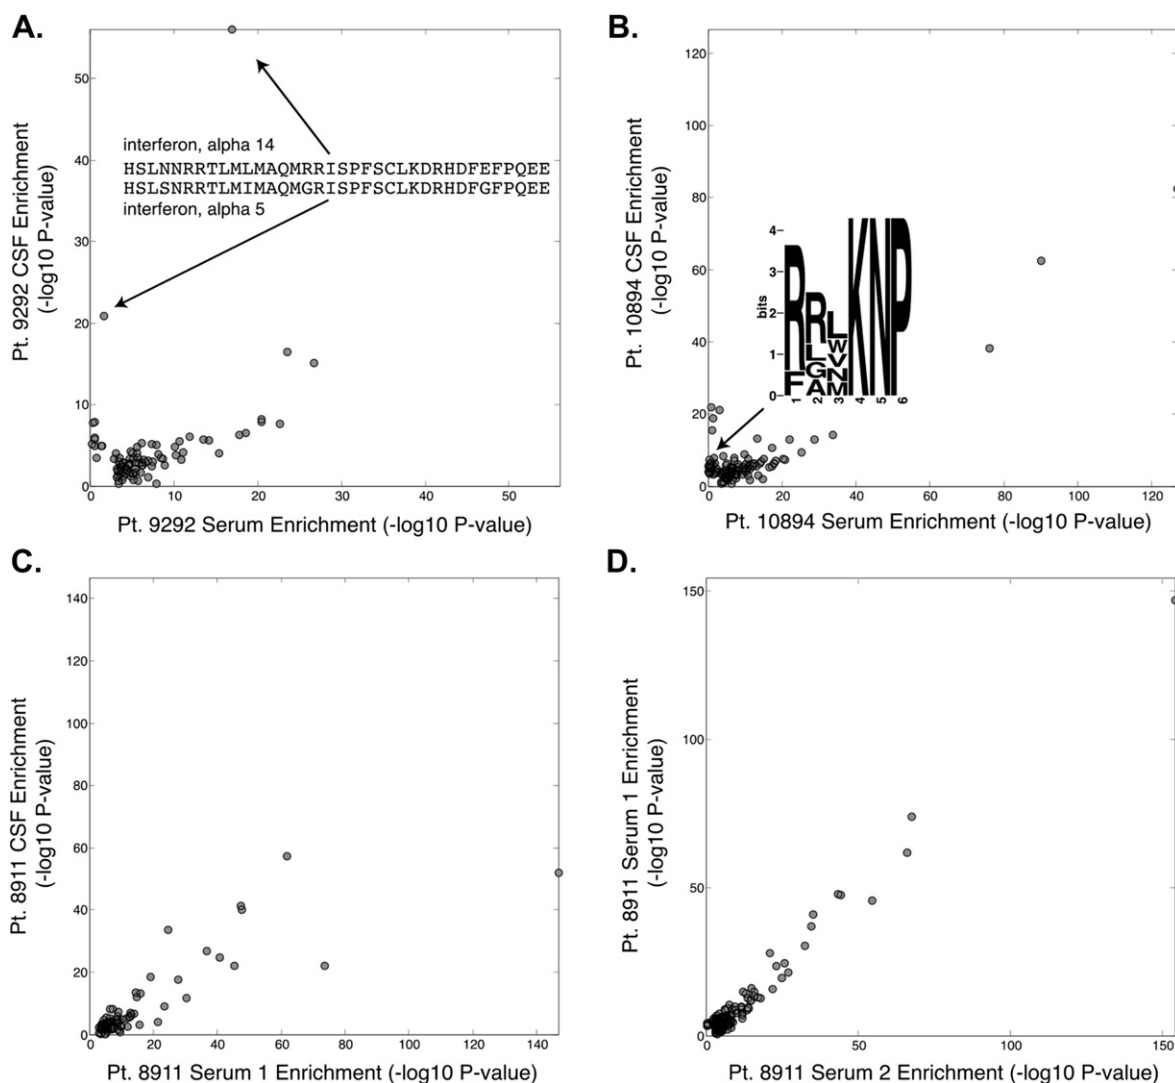 A.
50
40
30
20
10
0
0
10
20
30
40
50
Pt. 9292 CSF Enrichment
(-log10 P-value)
interferon, alpha 14
HSLNNRRTLMLMAQMRRISPFSCLKDRHDFEFPQEE
HSLSNRRTLMIMAQMGRISPFSCLKDRHDFGFPQEE
interferon, alpha 5
Pt. 9292 Serum Enrichment (-log10 P-value)
B.
120
100
80
60
40
20
0
0
20
40
60
80
100
120
Pt. 10894 CSF Enrichment
(-log10 P-value)
bits
4
3
2
1
0
R
F
R
L
G
A
L
W
V
N
M
K
N
P
1
2
3
4
5
6
Pt. 10894 Serum Enrichment (-log10 P-value)
C.
140
120
100
80
60
40
20
0
0
20
40
60
80
100
120
140
Pt. 8911 CSF Enrichment
(-log10 P-value)
Pt. 8911 Serum 1 Enrichment (-log10 P-value)
D.
150
100
50
0
0
50
100
150
Pt. 8911 Serum 1 Enrichment
(-log10 P-value)
Pt. 8911 Serum 2 Enrichment (-log10 P-value)